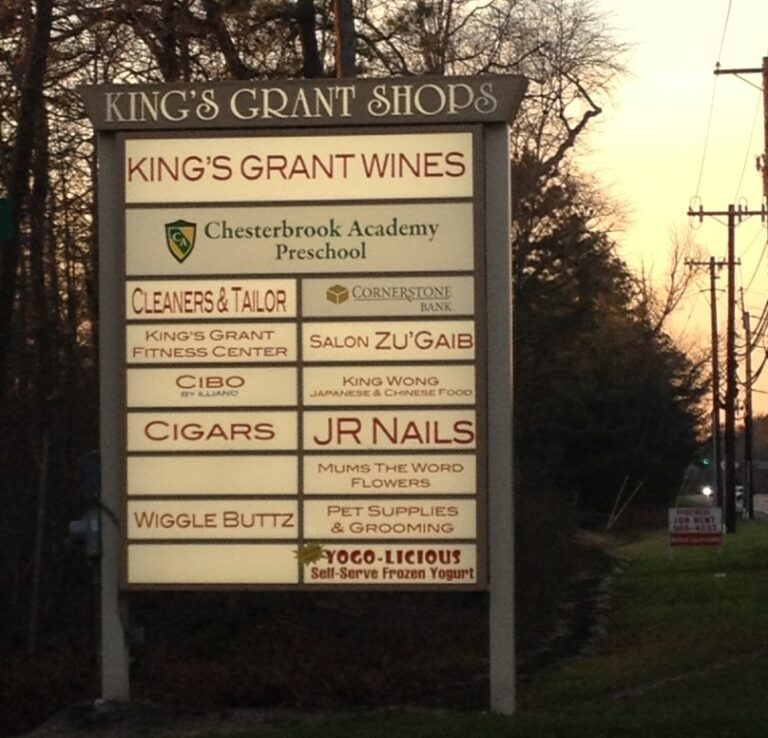 KING'S GRANT SHOPS
KING'S GRANT WINES
CA
Chesterbrook Academy
Preschool
CLEANERS & TAILOR
CORNERSTONE
BANK
KING'S GRANT
FITNESS CENTER
SALON ZU'GAIB
CIBO
BY ILLIANO
KING WONG
JAPANESE & CHINESE FOOD
CIGARS
JR NAILS
MUMS THE WORD
FLOWERS
WIGGLE BUTTZ
PET SUPPLIES
& GROOMING
YOGO-LICIOUS
Self-Serve Frozen Yogurt
FOR RENT